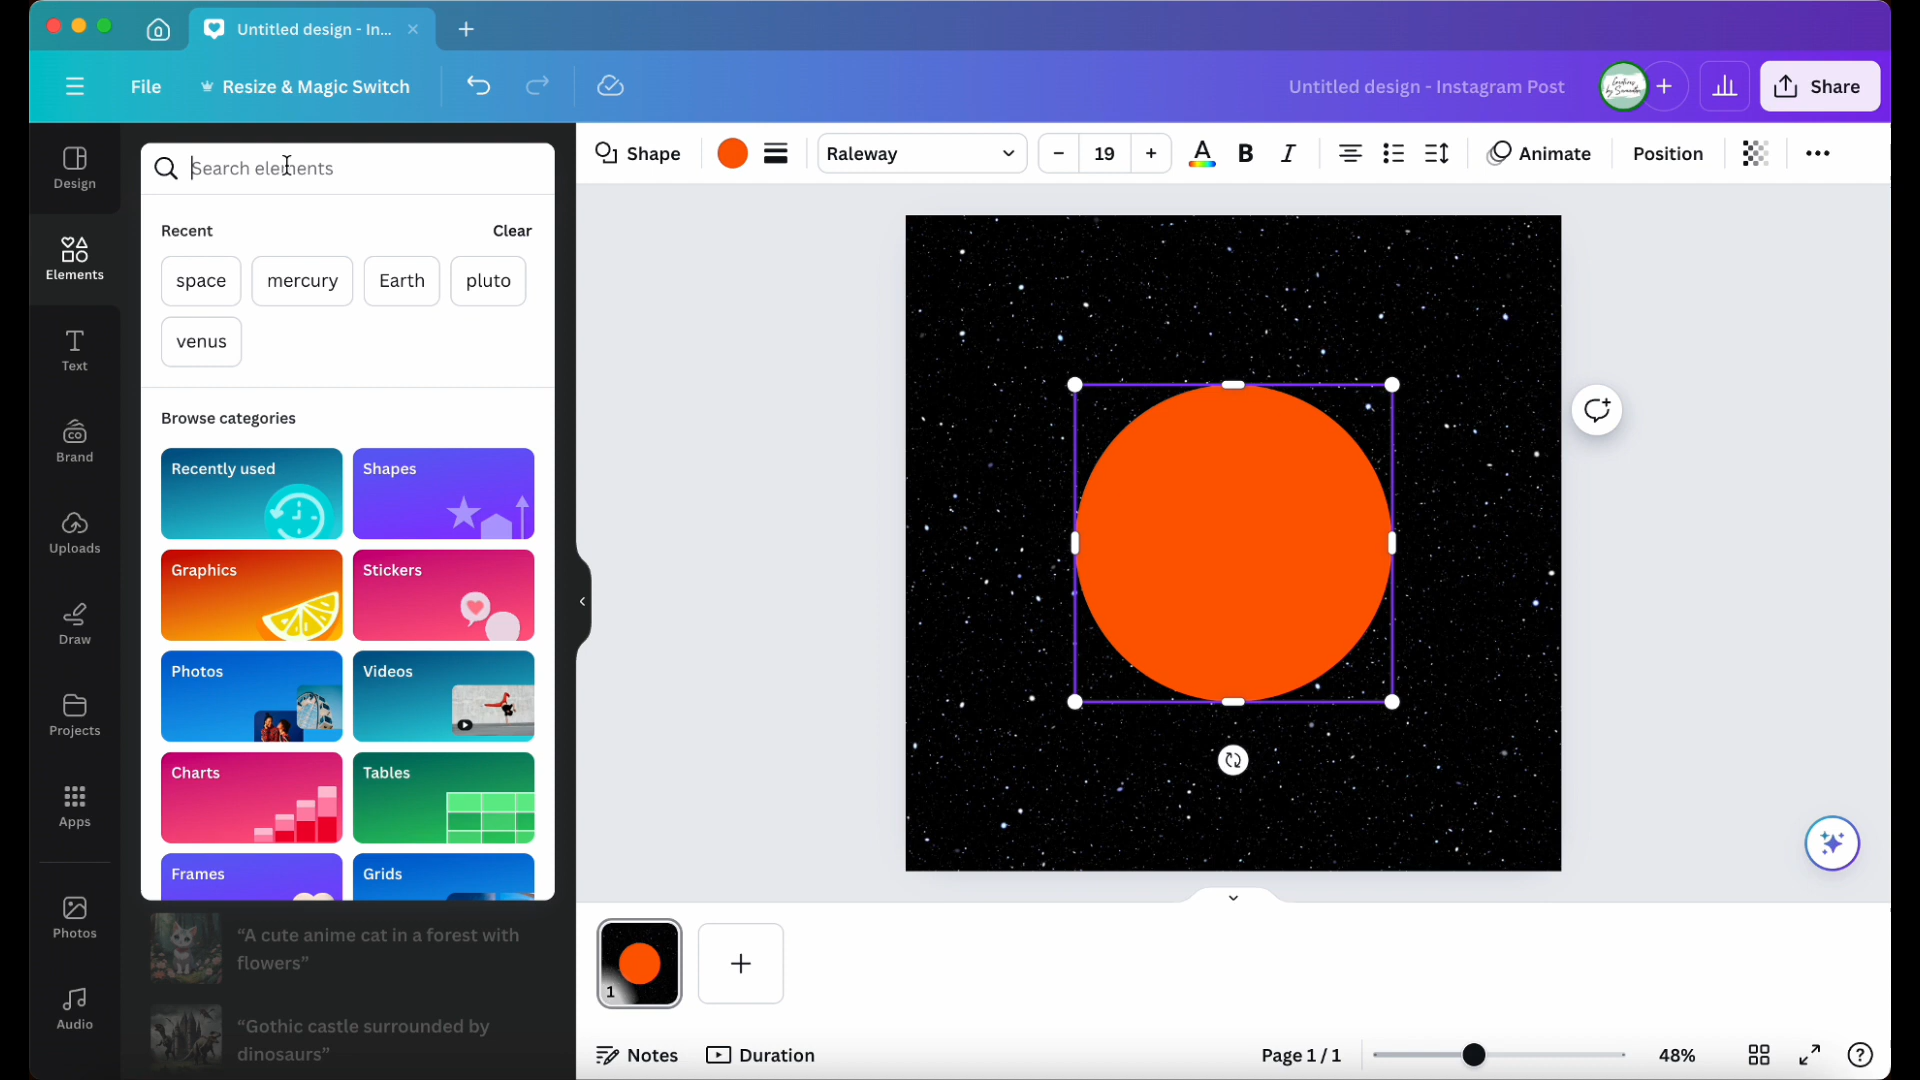 Untitled design - In...
File
Resize & Magic Switch
Untitled design - Instagram Post
Share
Design
Elements
Text
Brand
Uploads
Draw
Projects
Apps
Photos
Audio
Search elements
Recent
Clear
space
mercury
Earth
pluto
venus
Browse categories
Recently used
Shapes
Graphics
Stickers
Photos
Videos
Charts
Tables
Frames
Grids
“A cute anime cat in a forest with
flowers”
“Gothic castle surrounded by
dinosaurs”
Shape
Raleway
19
A
B
I
Animate
Position
1
Notes
Duration
Page 1 / 1
48%